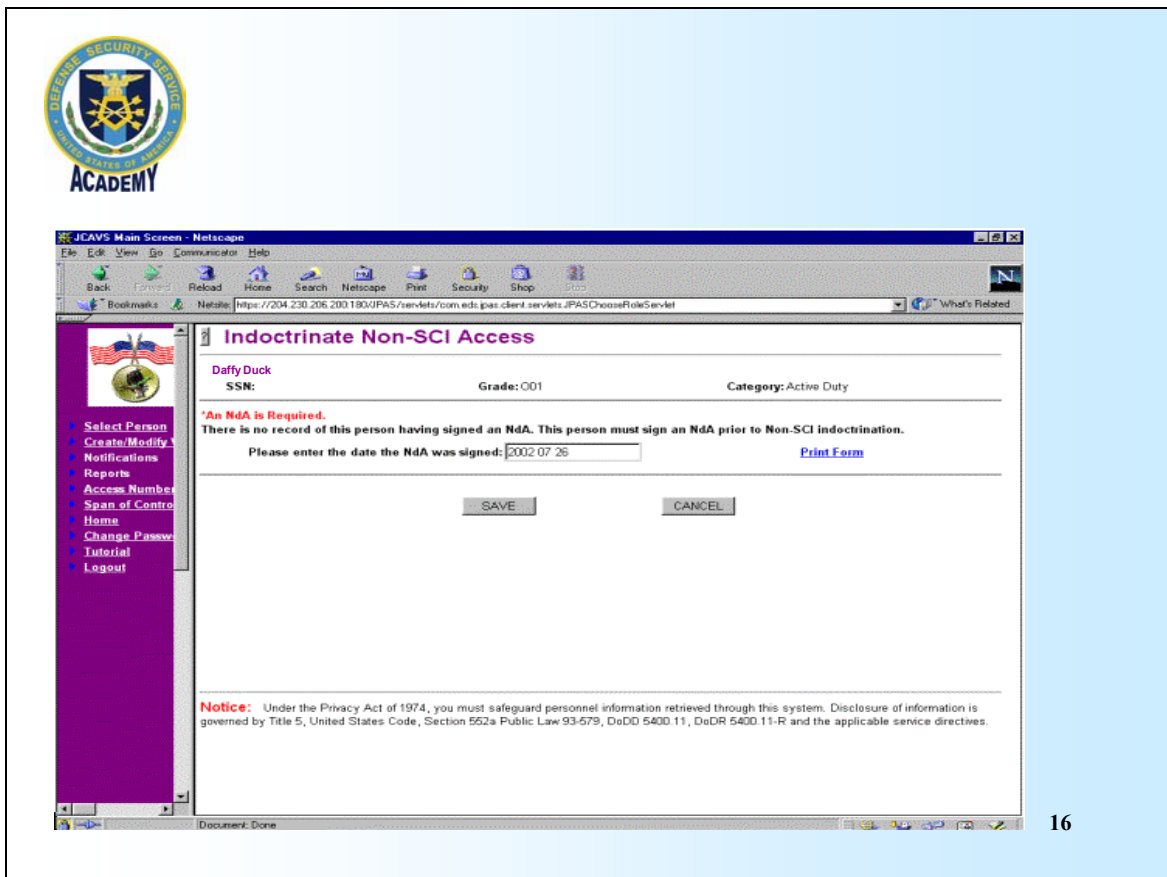 DEFENSE SECURITY SERVICE
UNITED STATES OF AMERICA
ACADEMY
JCAVS Main Screen - Netscape
File Edit View Go Communicator Help
Back Forward Reload Home Search Netscape Print Security Shop Stop
Bookmarks Netsite: https://204.230.206.200:180/JPAS/servlets/com.eds.jpas.client.servlets.JPASChooseRoleServlet What's Related
? Indoctrinate Non-SCI Access
Daffy Duck
SSN: Grade: O01 Category: Active Duty
*An NdA is Required.
There is no record of this person having signed an NdA. This person must sign an NdA prior to Non-SCI indoctrination.
Please enter the date the NdA was signed: 2002 07 26 Print Form
SAVE CANCEL
Select Person
Create/Modify V
Notifications
Reports
Access Number
Span of Contro
Home
Change Passw
Tutorial
Logout
Notice: Under the Privacy Act of 1974, you must safeguard personnel information retrieved through this system. Disclosure of information is
governed by Title 5, United States Code, Section 552a Public Law 93-579, DoDD 5400.11, DoDR 5400.11-R and the applicable service directives.
Document: Done
16